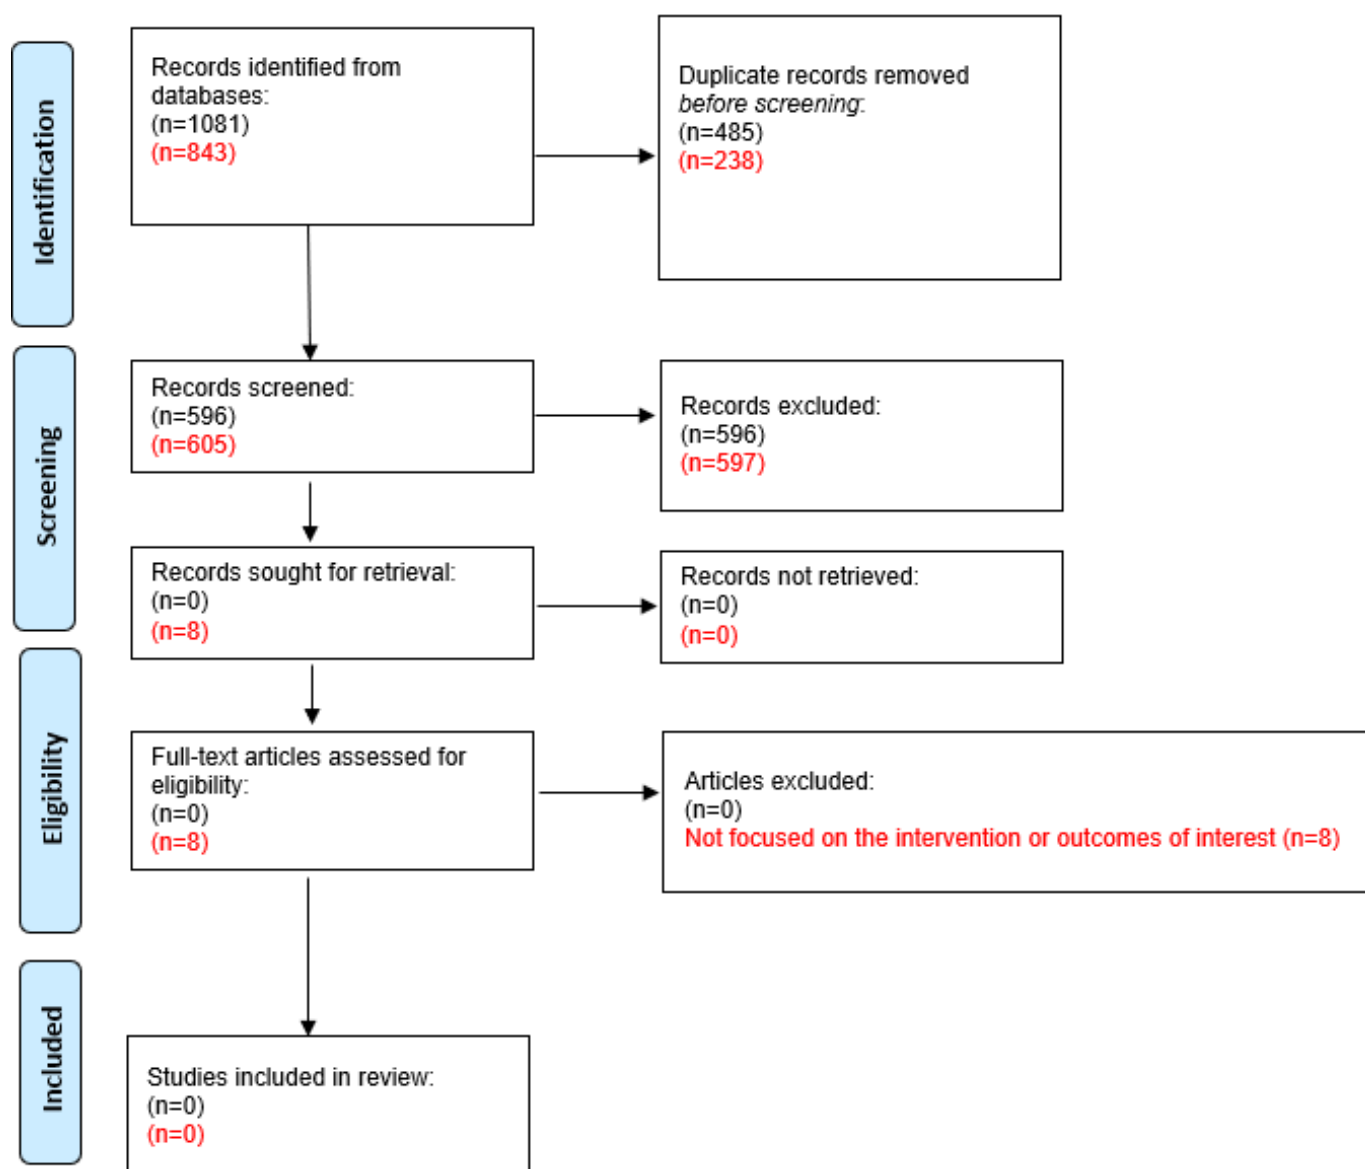 Identification
Records identified from
databases:
(n=1081)
(n=843)
Duplicate records removed
before screening:
(n=485)
(n=238)
Screening
Records screened:
(n=596)
(n=605)
Records excluded:
(n=596)
(n=597)
Records sought for retrieval:
(n=0)
(n=8)
Records not retrieved:
(n=0)
(n=0)
Eligibility
Full-text articles assessed for
eligibility:
(n=0)
(n=8)
Articles excluded:
(n=0)
Not focused on the intervention or outcomes of interest (n=8)
Included
Studies included in review:
(n=0)
(n=0)